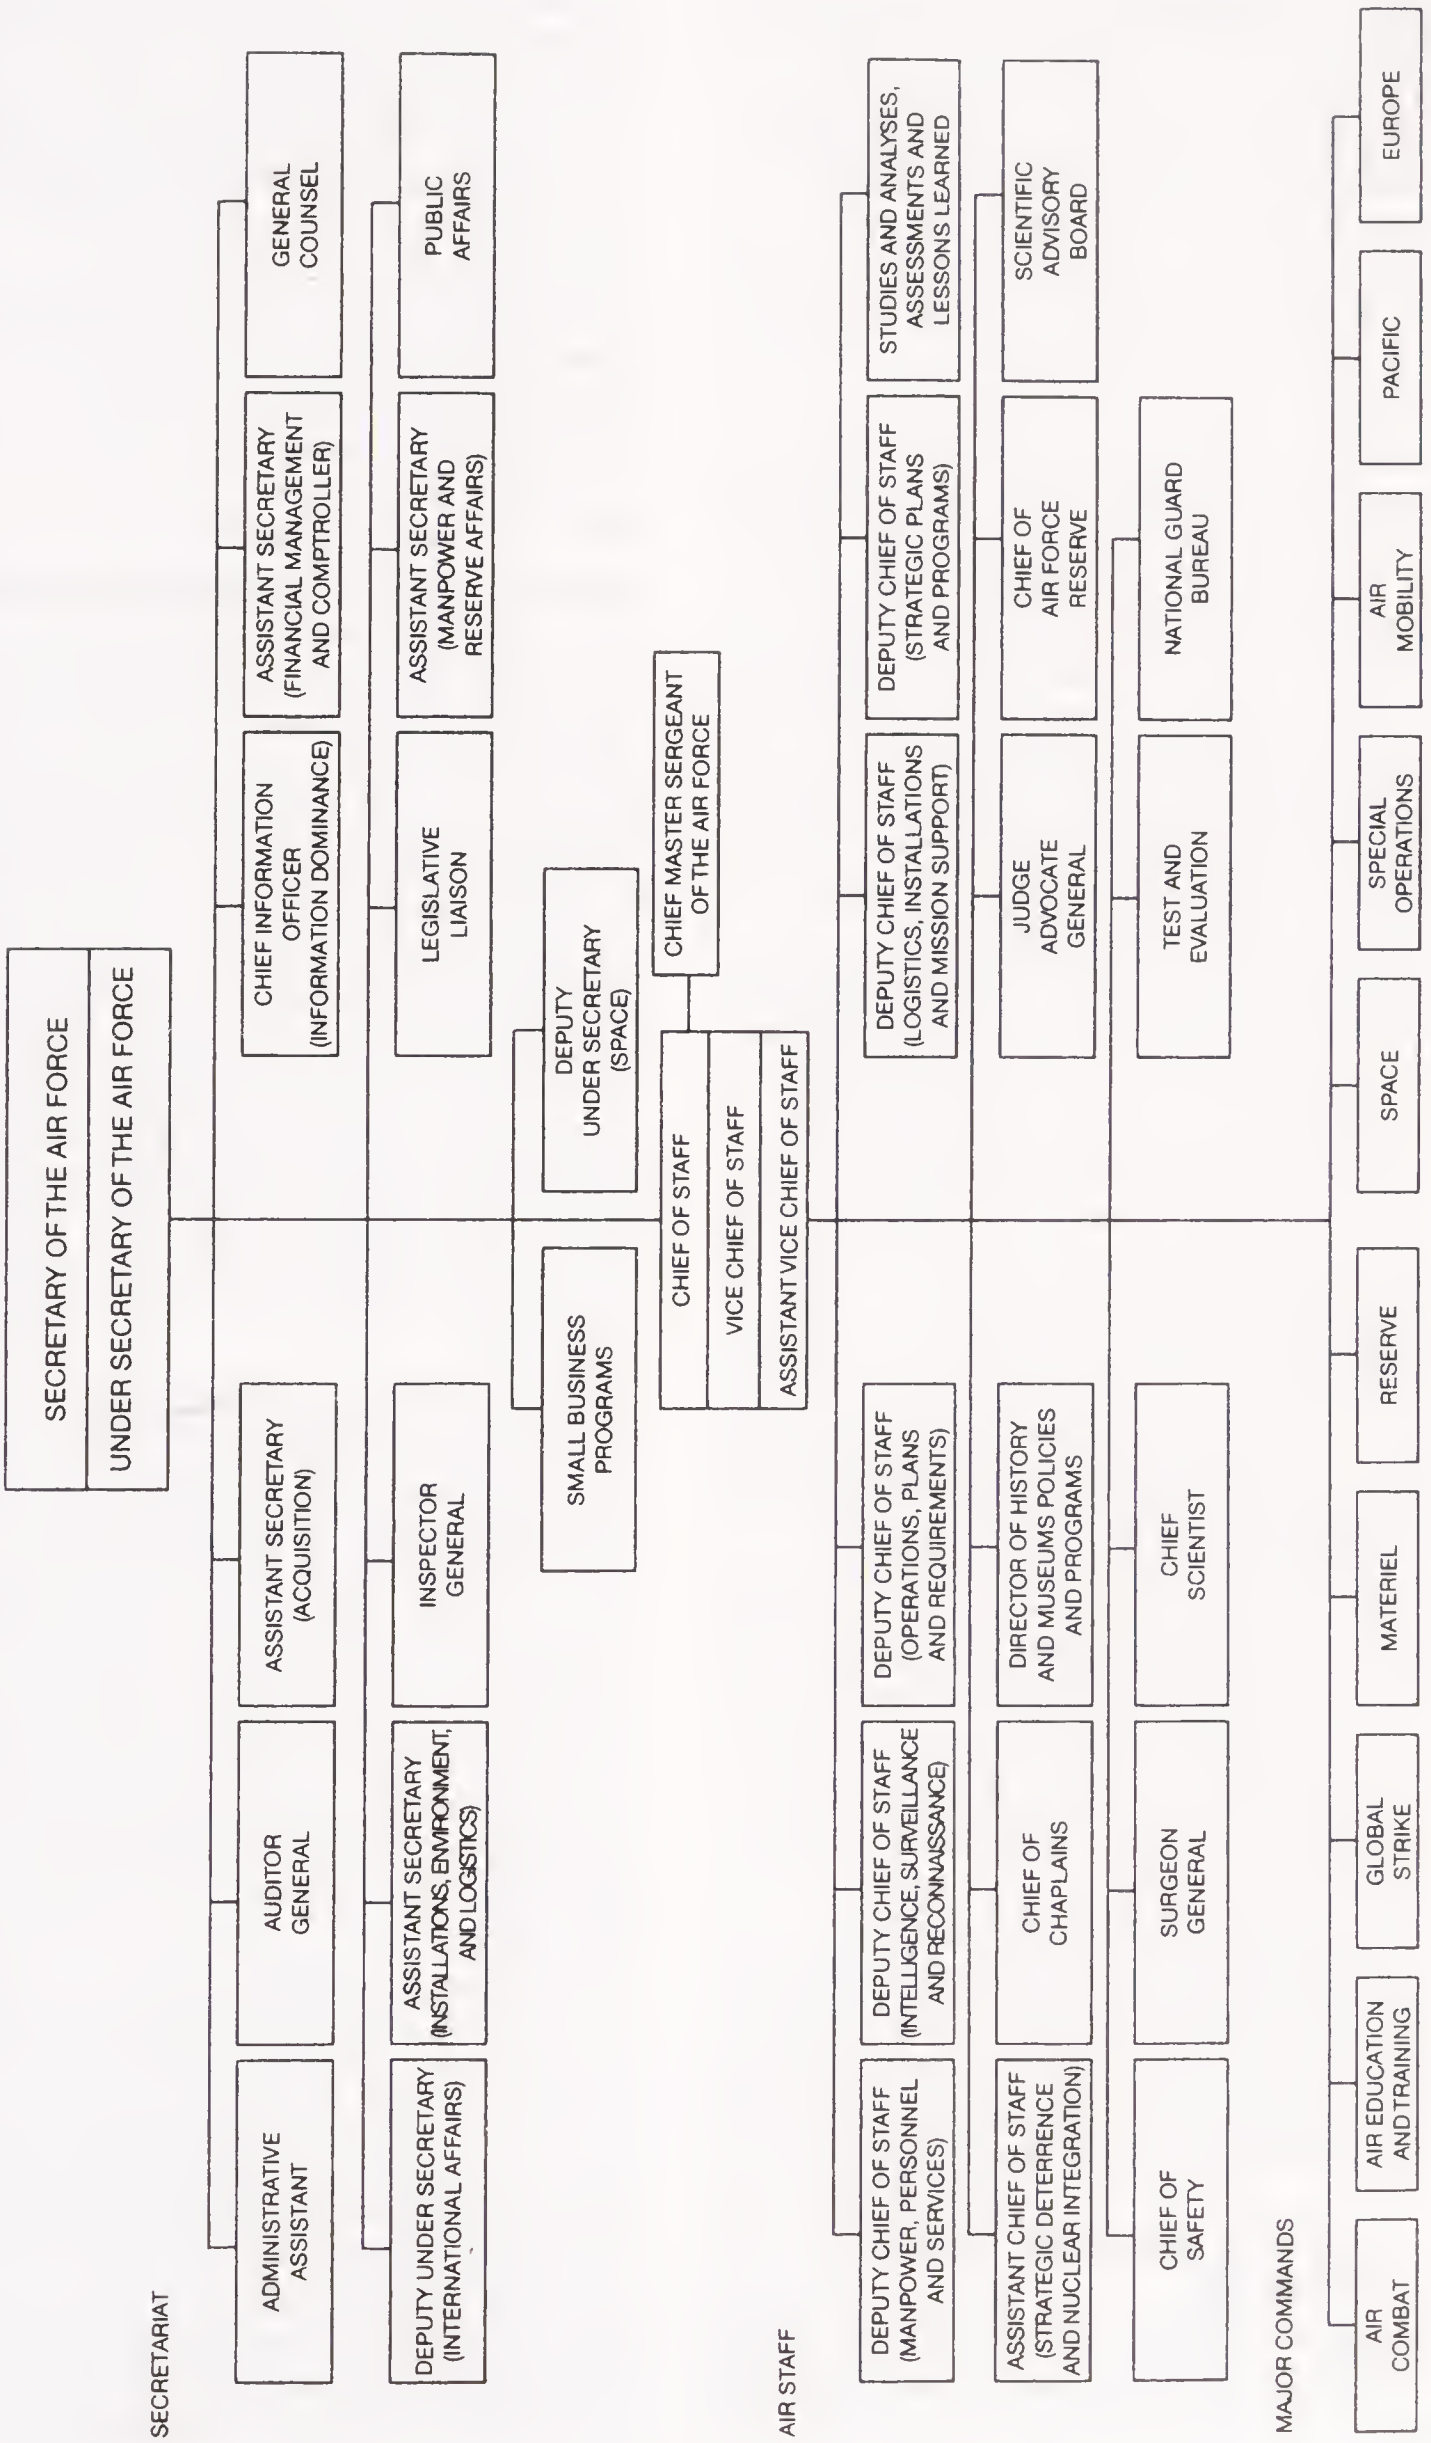 SECRETARY OF THE AIR FORCE
UNDER SECRETARY OF THE AIR FORCE
SECRETARIAT
ADMINISTRATIVE
ASSISTANT
AUDITOR
GENERAL
ASSISTANT SECRETARY
(ACQUISITION)
CHIEF INFORMATION
OFFICER
(INFORMATION DOMINANCE)
ASSISTANT SECRETARY
(FINANCIAL MANAGEMENT
AND COMPTROLLER)
GENERAL
COUNSEL
DEPUTY UNDER SECRETARY
(INTERNATIONAL AFFAIRS)
ASSISTANT SECRETARY
(INSTALLATIONS, ENVIRONMENT,
AND LOGISTICS)
INSPECTOR
GENERAL
LEGISLATIVE
LIAISON
ASSISTANT SECRETARY
(MANPOWER AND
RESERVE AFFAIRS)
PUBLIC
AFFAIRS
SMALL BUSINESS
PROGRAMS
DEPUTY
UNDER SECRETARY
(SPACE)
CHIEF OF STAFF
VICE CHIEF OF STAFF
ASSISTANT VICE CHIEF OF STAFF
CHIEF MASTER SERGEANT
OF THE AIR FORCE
AIR STAFF
DEPUTY CHIEF OF STAFF
(MANPOWER, PERSONNEL
AND SERVICES)
DEPUTY CHIEF OF STAFF
(INTELLIGENCE, SURVEILLANCE
AND RECONNAISSANCE)
DEPUTY CHIEF OF STAFF
(OPERATIONS, PLANS
AND REQUIREMENTS)
DEPUTY CHIEF OF STAFF
(LOGISTICS, INSTALLATIONS
AND MISSION SUPPORT)
DEPUTY CHIEF OF STAFF
(STRATEGIC PLANS
AND PROGRAMS)
STUDIES AND ANALYSES,
ASSESSMENTS AND
LESSONS LEARNED
ASSISTANT CHIEF OF STAFF
(STRATEGIC DETERRENCE
AND NUCLEAR INTEGRATION)
CHIEF OF
CHAPLAINS
DIRECTOR OF HISTORY
AND MUSEUMS POLICIES
AND PROGRAMS
JUDGE
ADVOCATE
GENERAL
CHIEF OF
AIR FORCE
RESERVE
SCIENTIFIC
ADVISORY
BOARD
CHIEF OF
SAFETY
SURGEON
GENERAL
CHIEF
SCIENTIST
TEST AND
EVALUATION
NATIONAL GUARD
BUREAU
MAJOR COMMANDS
AIR
COMBAT
AIR EDUCATION
AND TRAINING
GLOBAL
STRIKE
MATERIEL
RESERVE
SPACE
SPECIAL
OPERATIONS
AIR
MOBILITY
PACIFIC
EUROPE